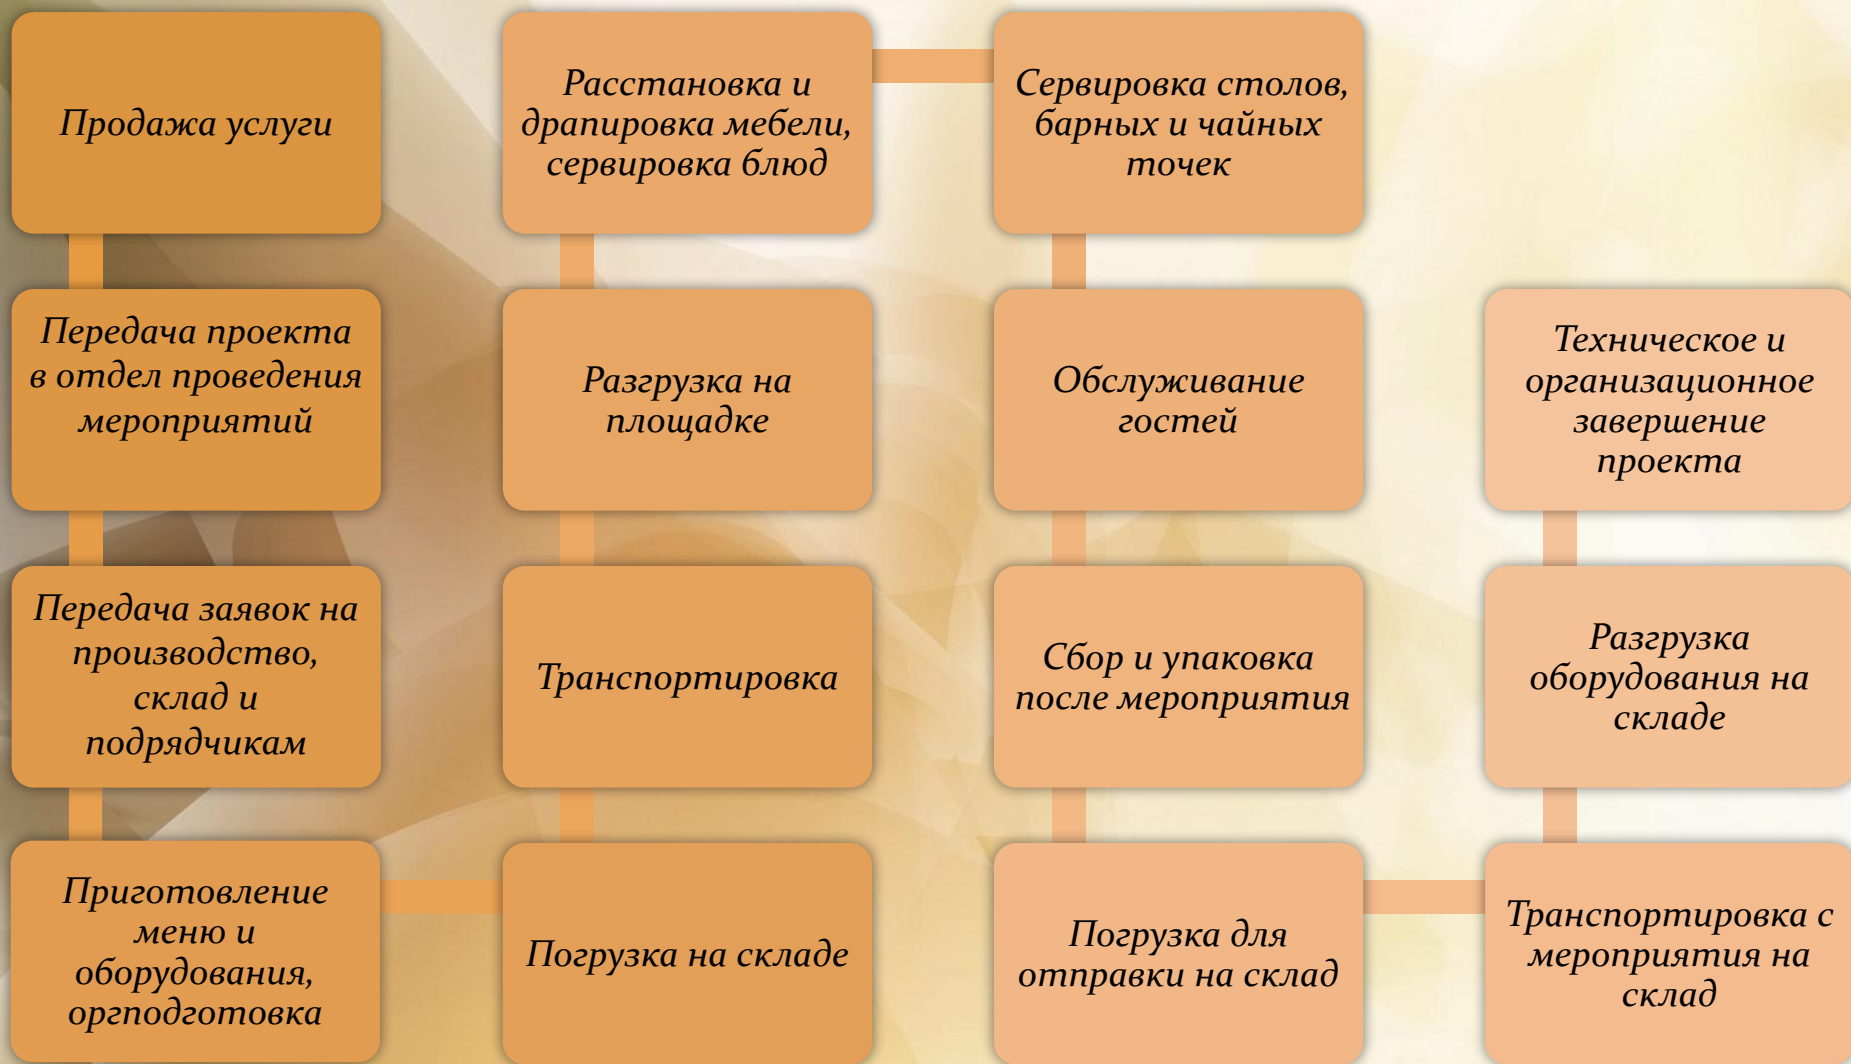 Продажа услуги
Передача проекта
в отдел проведения
мероприятий
Передача заявок на
производство,
склад и
подрядчикам
Приготовление
меню и
оборудования,
оргподготовка
Погрузка на складе
Транспортировка
Разгрузка на
площадке
Расстановка и
драпировка мебели,
сервировка блюд
Сервировка столов,
барных и чайных
точек
Обслуживание
гостей
Сбор и упаковка
после мероприятия
Погрузка для
отправки на склад
Транспортировка с
мероприятия на
склад
Разгрузка
оборудования на
складе
Техническое и
организационное
завершение
проекта